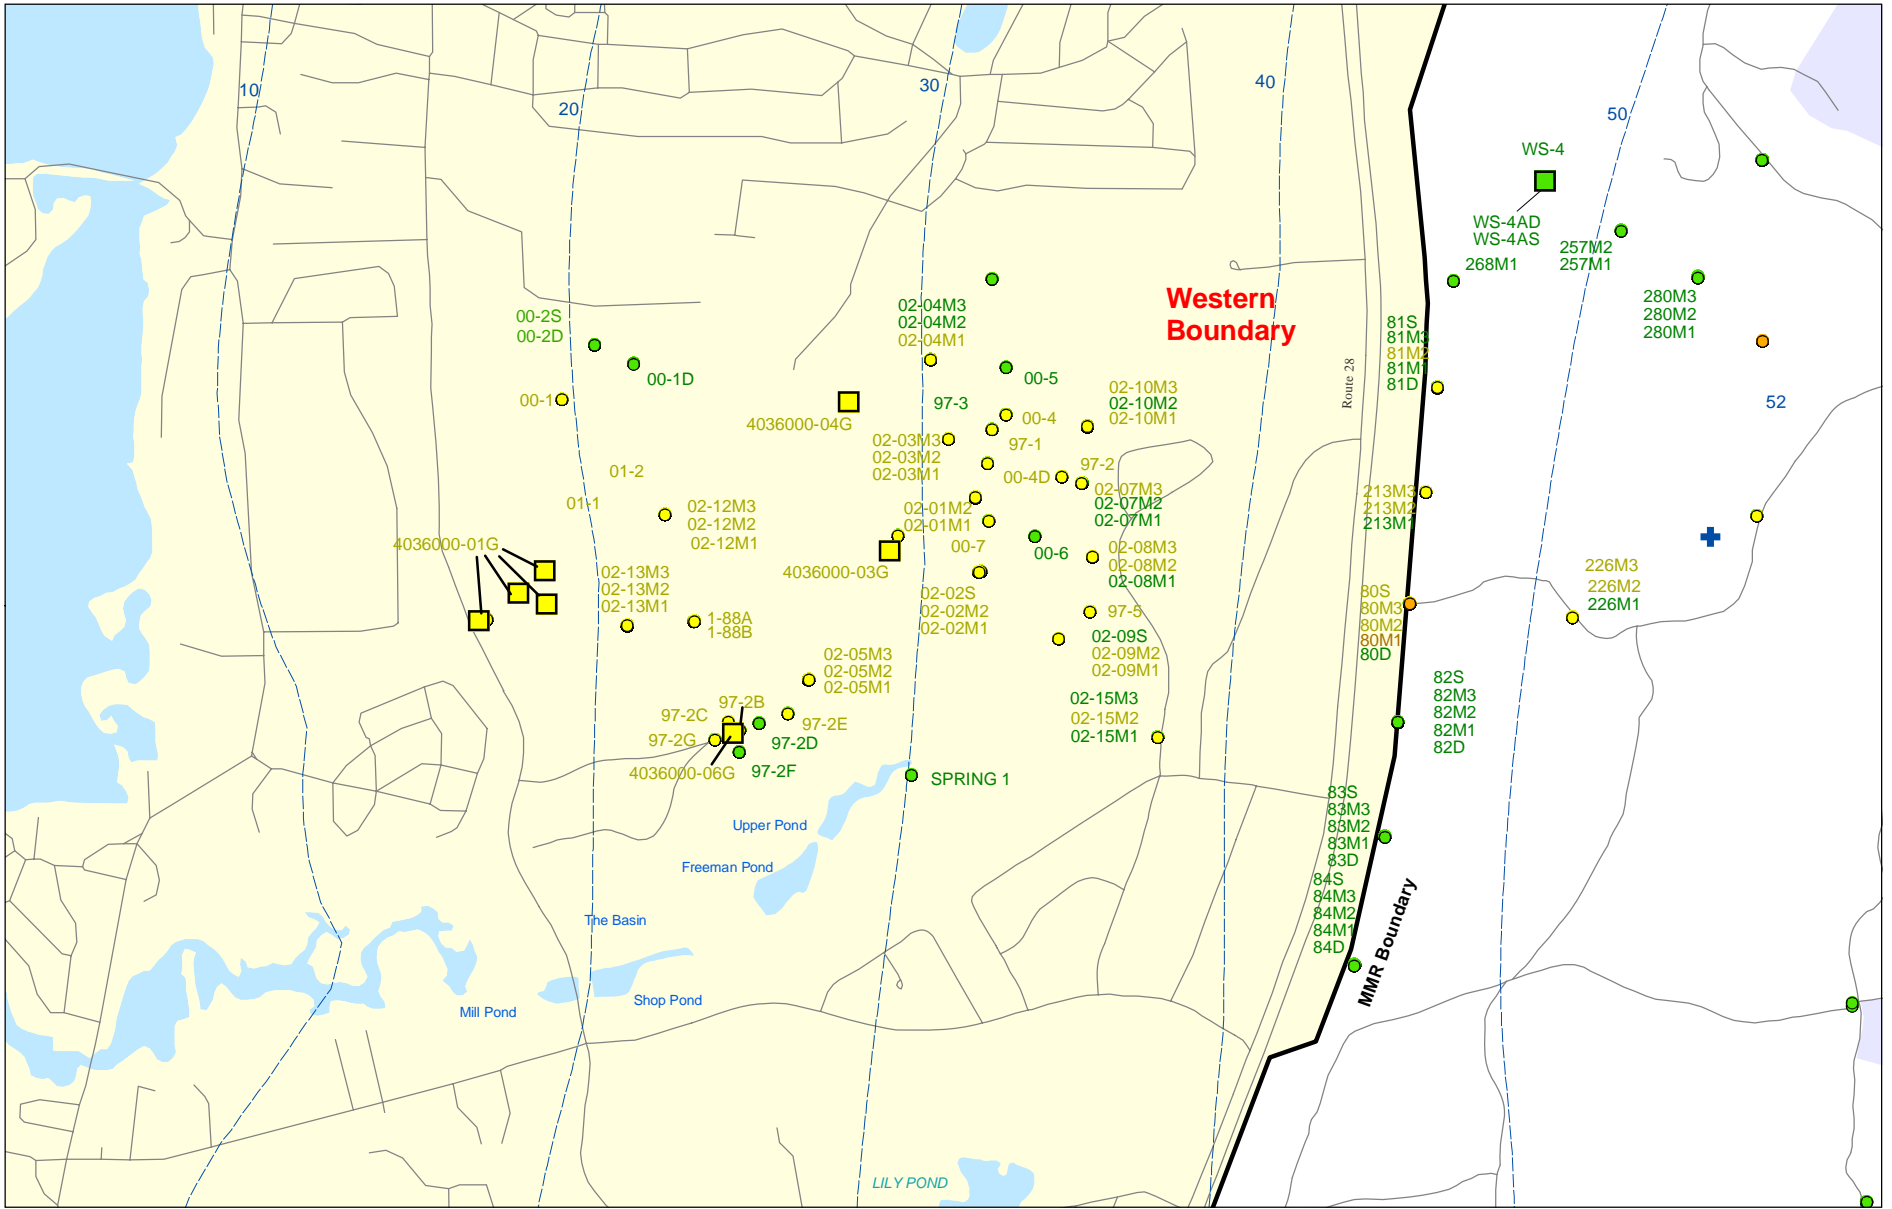 10
20
30
40
50
52
WS-4
WS-4AD
WS-4AS
257M2
257M1
268M1
280M3
280M2
280M1
Western
Boundary
00-2S
00-2D
00-1D
00-1
02-04M3
02-04M2
02-04M1
00-5
97-3
4036000-04G
02-10M3
02-10M2
02-10M1
00-4
97-1
02-03M3
02-03M2
02-03M1
00-4D
97-2
02-07M3
02-07M2
02-07M1
Route 28
81S
81M3
81M2
81M1
81D
213M3
213M2
213M1
01-2
01-1
02-12M3
02-12M2
02-12M1
4036000-01G
02-01M2
02-01M1
00-7
00-6
4036000-03G
02-08M3
02-08M2
02-08M1
02-13M3
02-13M2
02-13M1
1-88A
1-88B
02-02S
02-02M2
02-02M1
97-5
02-09S
02-09M2
02-09M1
80S
80M3
80M2
80M1
80D
226M3
226M2
226M1
02-05M3
02-05M2
02-05M1
97-2B
97-2C
97-2G
97-2E
97-2D
97-2F
4036000-06G
02-15M3
02-15M2
02-15M1
82S
82M3
82M2
82M1
82D
SPRING 1
83S
83M3
83M2
83M1
83D
84S
84M3
84M2
84M1
84D
MMR Boundary
Upper Pond
Freeman Pond
The Basin
Shop Pond
Mill Pond
LILY POND